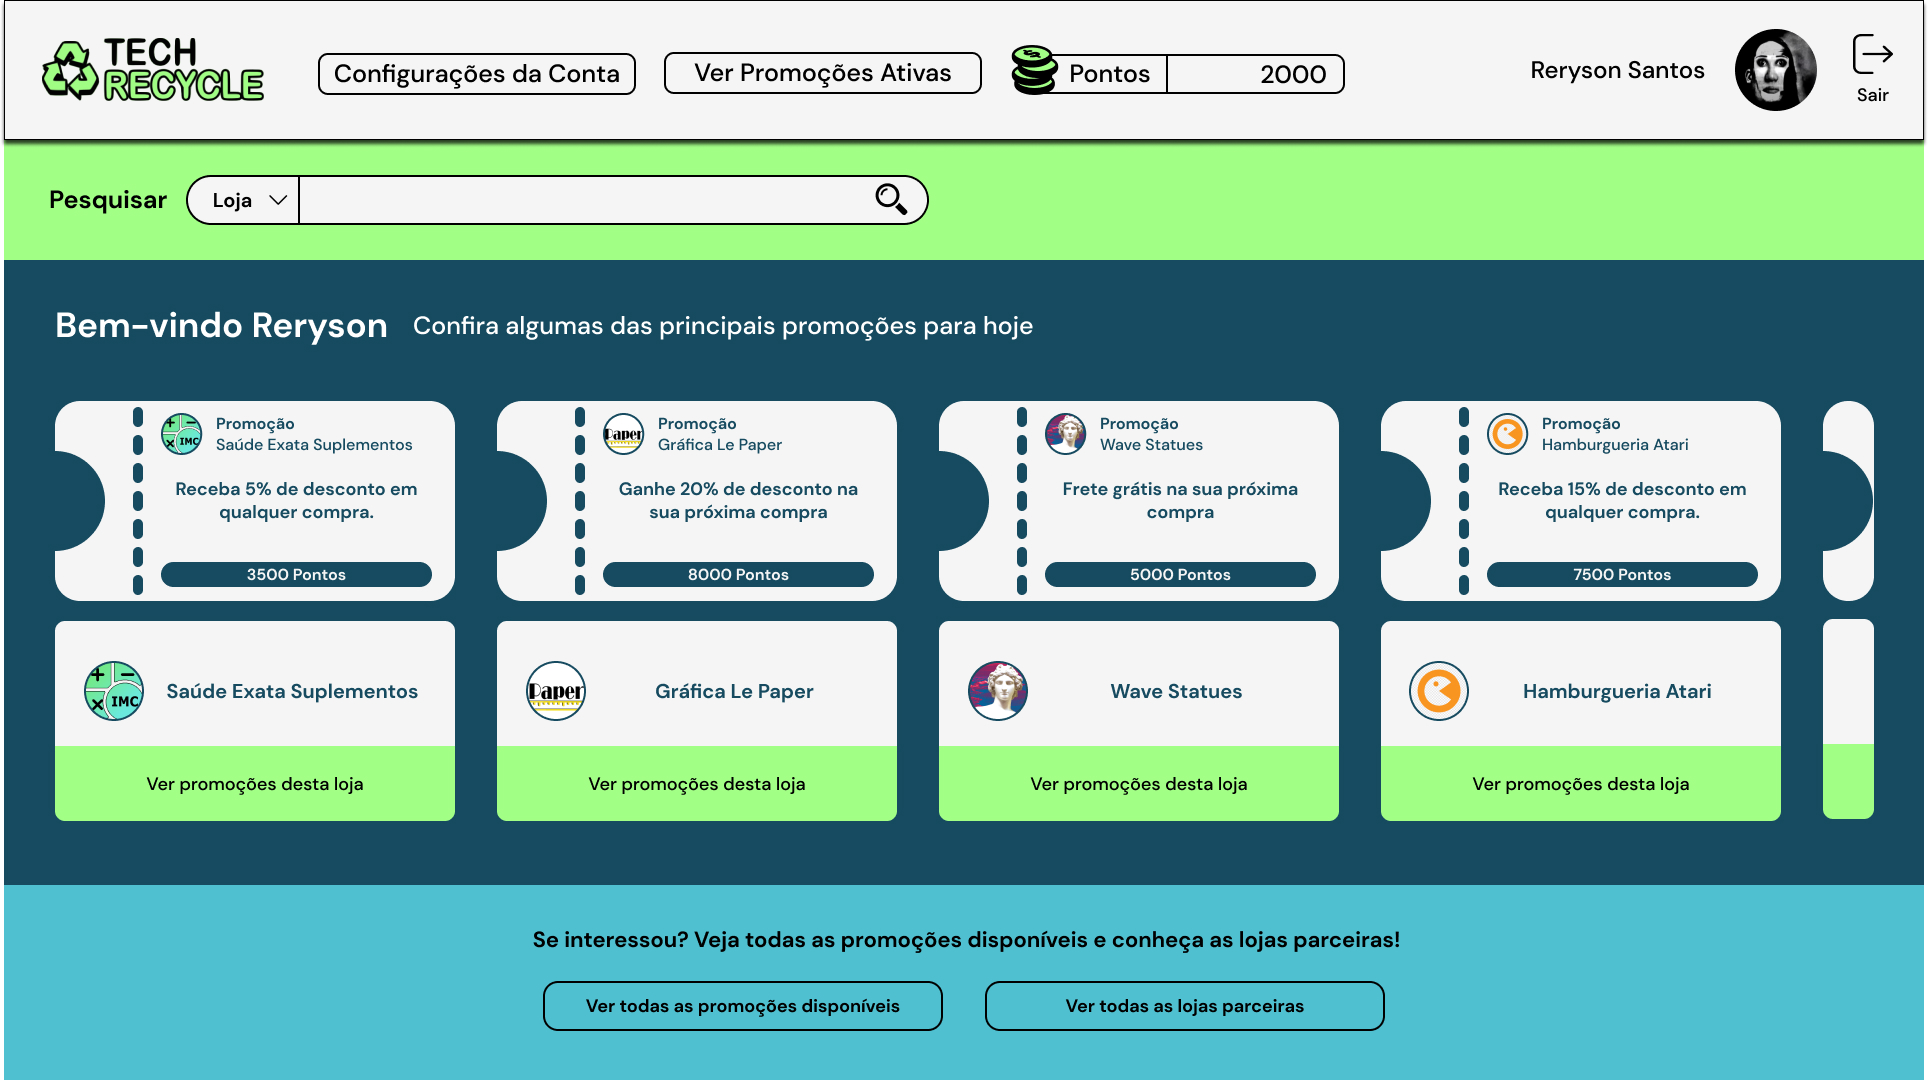 TECH
RECYCLE
Configurações da Conta
Ver Promoções Ativas
Pontos
2000
Reryson Santos
Sair
Pesquisar
Loja
Bem-vindo Reryson
Confira algumas das principais promoções para hoje
Promoção
Saúde Exata Suplementos
IMC
Receba 5% de desconto em
qualquer compra.
3500 Pontos
Promoção
Gráfica Le Paper
Paper
Ganhe 20% de desconto na
sua próxima compra
8000 Pontos
Promoção
Wave Statues
Frete grátis na sua próxima
compra
5000 Pontos
Promoção
Hamburgueria Atari
Receba 15% de desconto em
qualquer compra.
7500 Pontos
IMC
Saúde Exata Suplementos
Ver promoções desta loja
Paper
Gráfica Le Paper
Ver promoções desta loja
Wave Statues
Ver promoções desta loja
Hamburgueria Atari
Ver promoções desta loja
Se interessou? Veja todas as promoções disponíveis e conheça as lojas parceiras!
Ver todas as promoções disponíveis
Ver todas as lojas parceiras